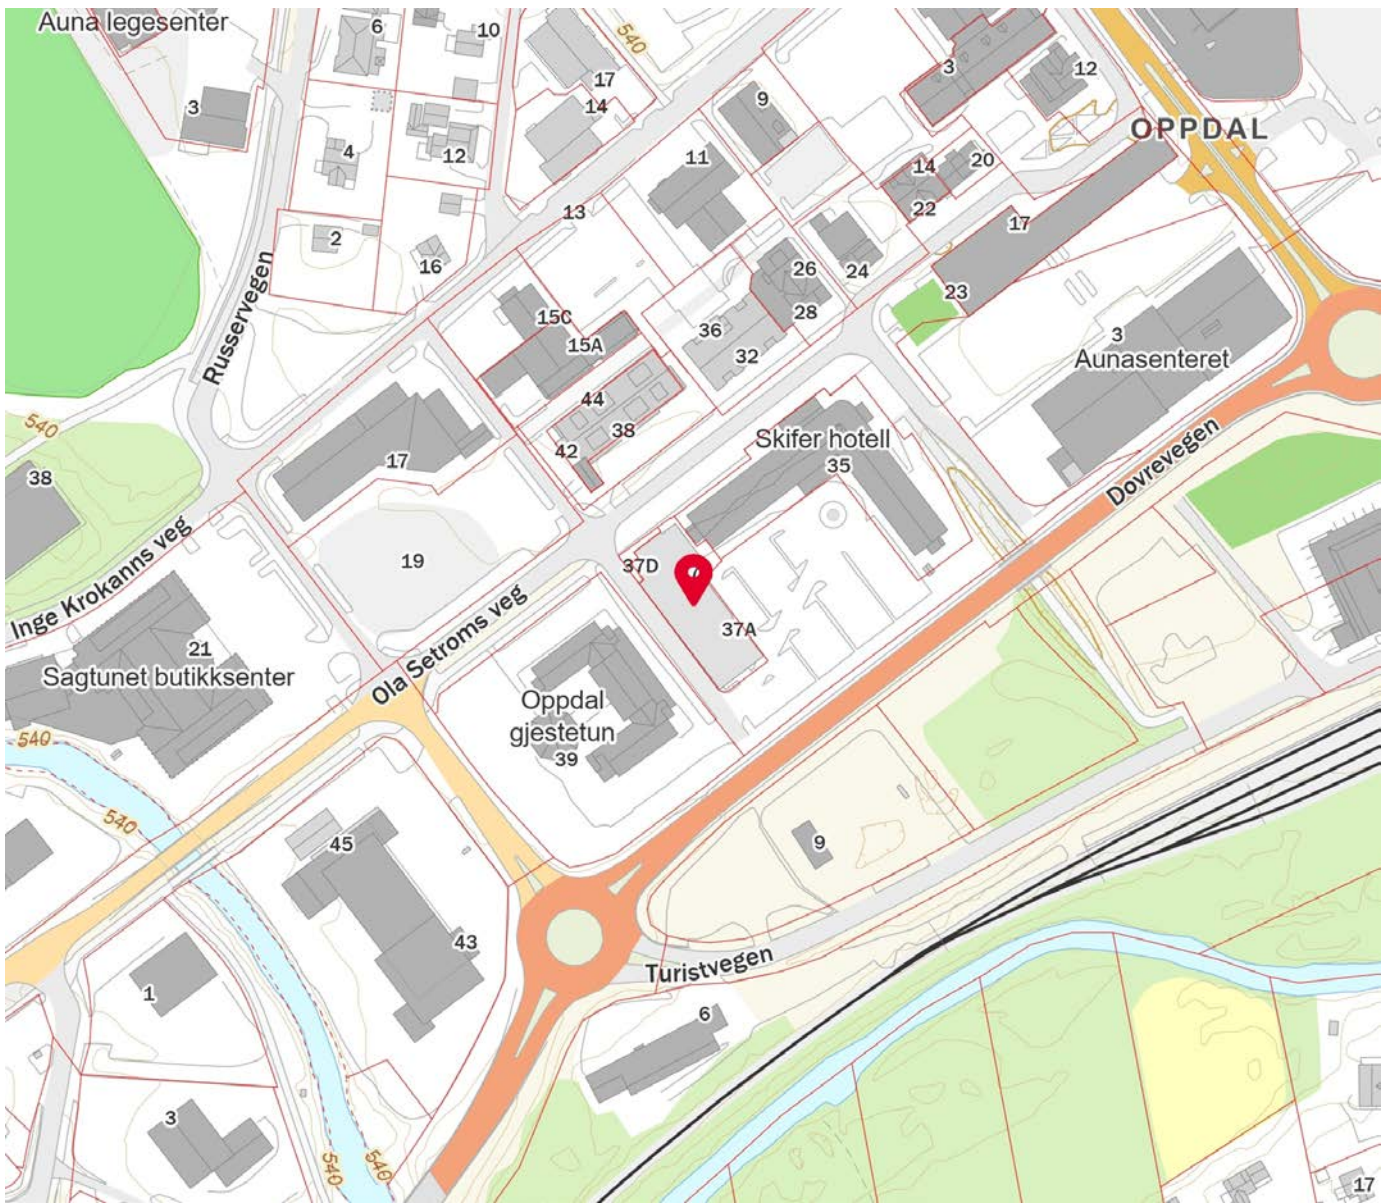 Auna legesenter
6
10
540
17
14
3
12
9
3
4
12
OPPDAL
11
14
20
13
22
17
2
16
26
24
Russervegen
23
15C
28
36
3
15A
32
Aunasenteret
44
540
38
Skifer hotell
42
35
17
38
Dovrevegen
19
37D
Inge Krokanns veg
37A
21
Ola Setroms veg
Sagtunet butikksenter
Oppdal
gjestetun
39
540
540
45
9
43
Turistvegen
1
6
3
540
540
17